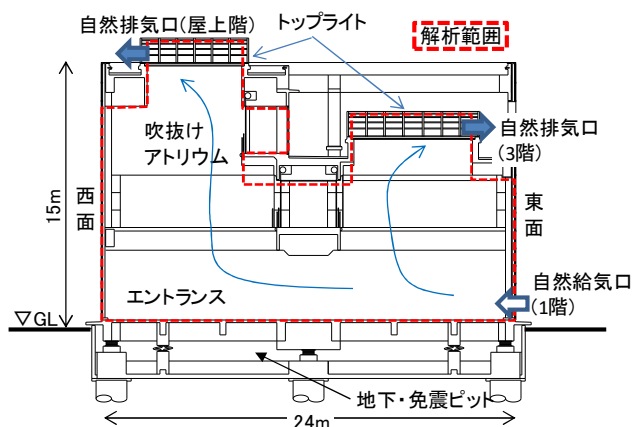 自然排気口(屋上階)
トップライト
解析範囲
吹抜け
アトリウム
自然排気口
(3階)
15m
西面
東面
エントランス
自然給気口
(1階)
▽GL
地下・免震ピット
24m